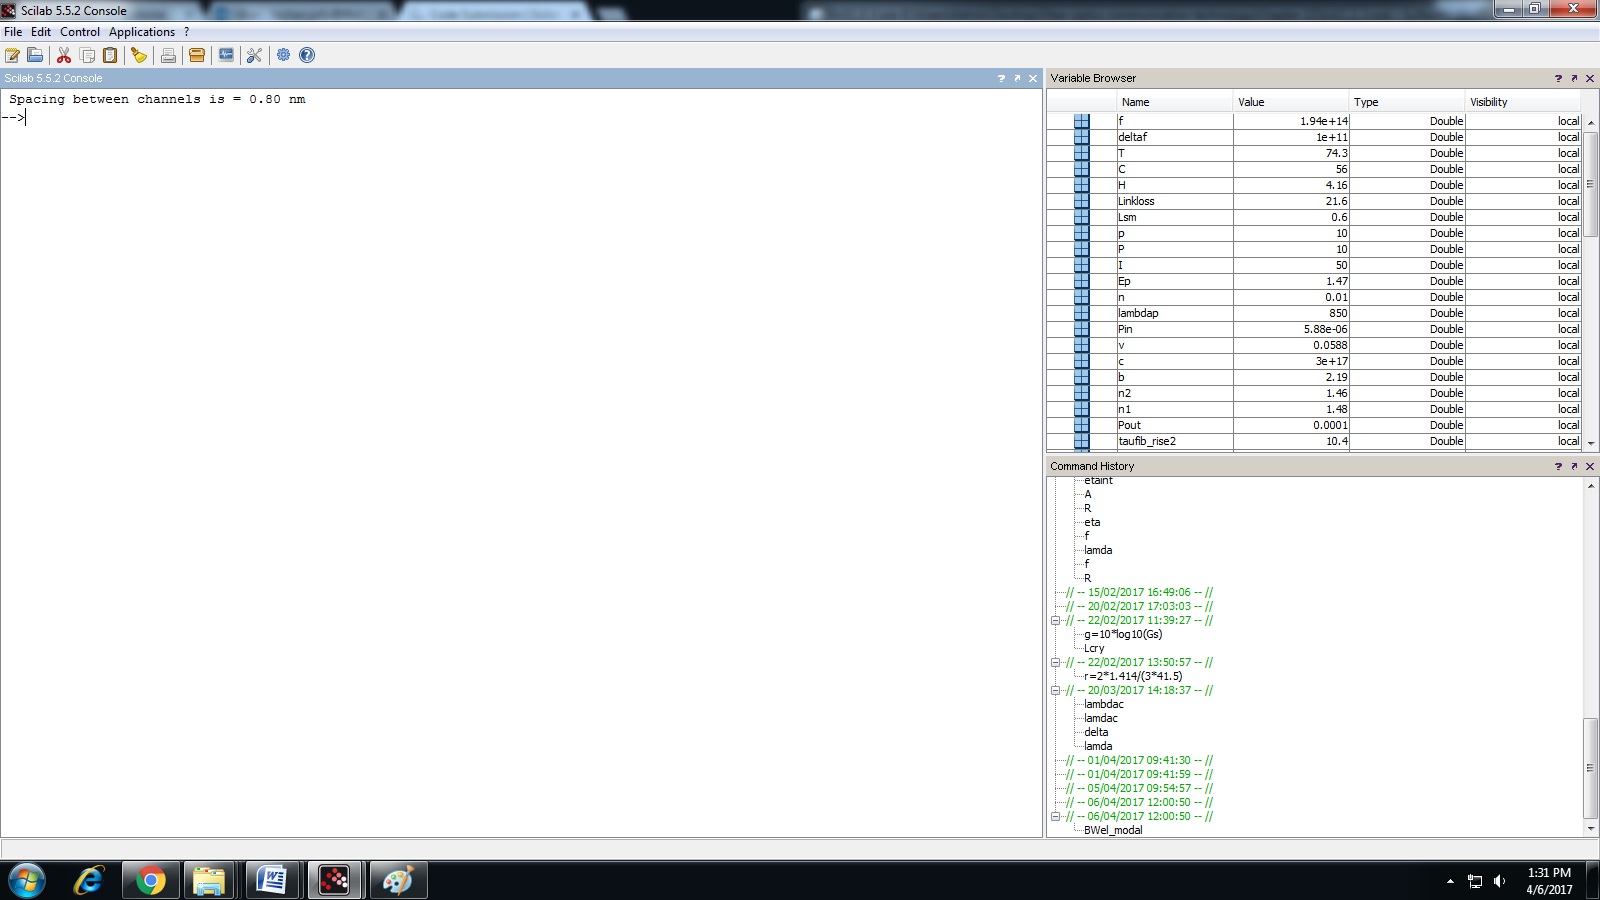 Scilab 5.5.2 Console
File Edit Control Applications ?
Scilab 5.5.2 Console
Spacing between channels is = 0.80 nm
-->
Variable Browser
Name Value Type Visibility
f 1.94e+14 Double local
deltaf 1e+11 Double local
T 74.3 Double local
C 56 Double local
H 4.16 Double local
Linkloss 21.6 Double local
Lsm 0.6 Double local
p 10 Double local
P 10 Double local
I 50 Double local
Ep 1.47 Double local
n 0.01 Double local
lambdap 850 Double local
Pin 5.88e-06 Double local
v 0.0588 Double local
c 3e+17 Double local
b 2.19 Double local
n2 1.46 Double local
n1 1.48 Double local
Pout 0.0001 Double local
taufib_rise2 10.4 Double local
Command History
etaint
A
R
eta
f
lamda
f
R
// -- 15/02/2017 16:49:06 -- //
// -- 20/02/2017 17:03:03 -- //
// -- 22/02/2017 11:39:27 -- //
g=10*log10(Gs)
Lcry
// -- 22/02/2017 13:50:57 -- //
r=2*1.414/(3*41.5)
// -- 20/03/2017 14:18:37 -- //
lambdac
lamdac
delta
lamda
// -- 01/04/2017 09:41:30 -- //
// -- 01/04/2017 09:41:59 -- //
// -- 05/04/2017 09:54:57 -- //
// -- 06/04/2017 12:00:50 -- //
// -- 06/04/2017 12:00:50 -- //
BWel_modal
1:31 PM
4/6/2017